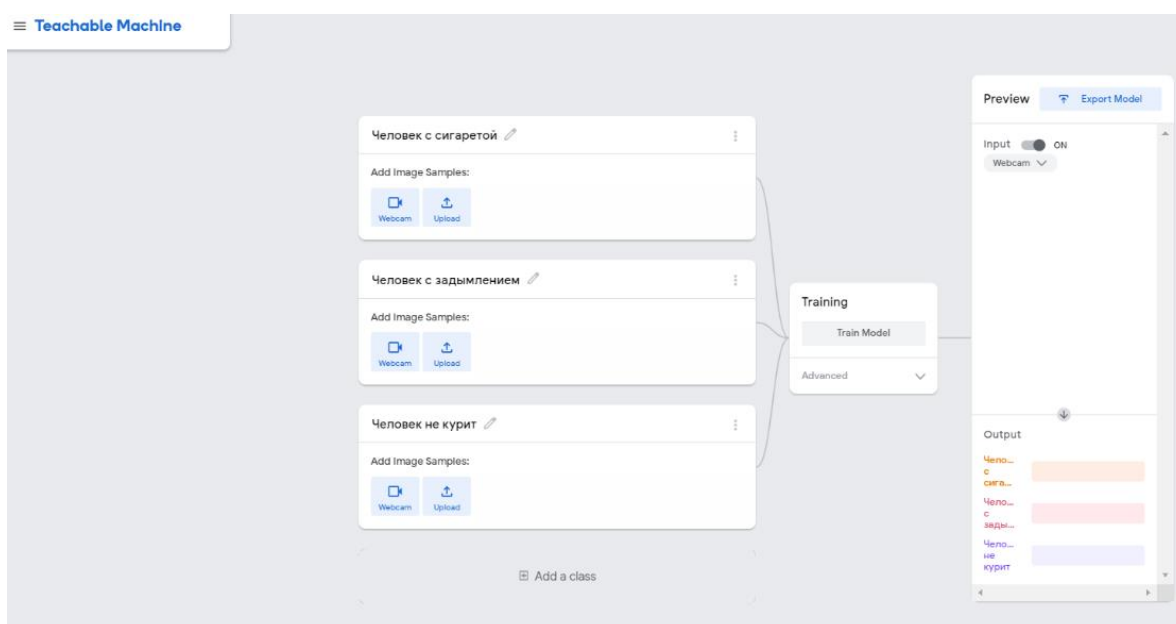 Teachable Machine
Человек с сигаретой
Add Image Samples:
Webcam
Upload
Человек с задымлением
Add Image Samples:
Webcam
Upload
Человек не курит
Add Image Samples:
Webcam
Upload
Add a class
Training
Train Model
Advanced
Preview
Export Model
Input
ON
Webcam
Output
Чело...
с
сига...
Чело...
с
зады...
Чело...
не
курит